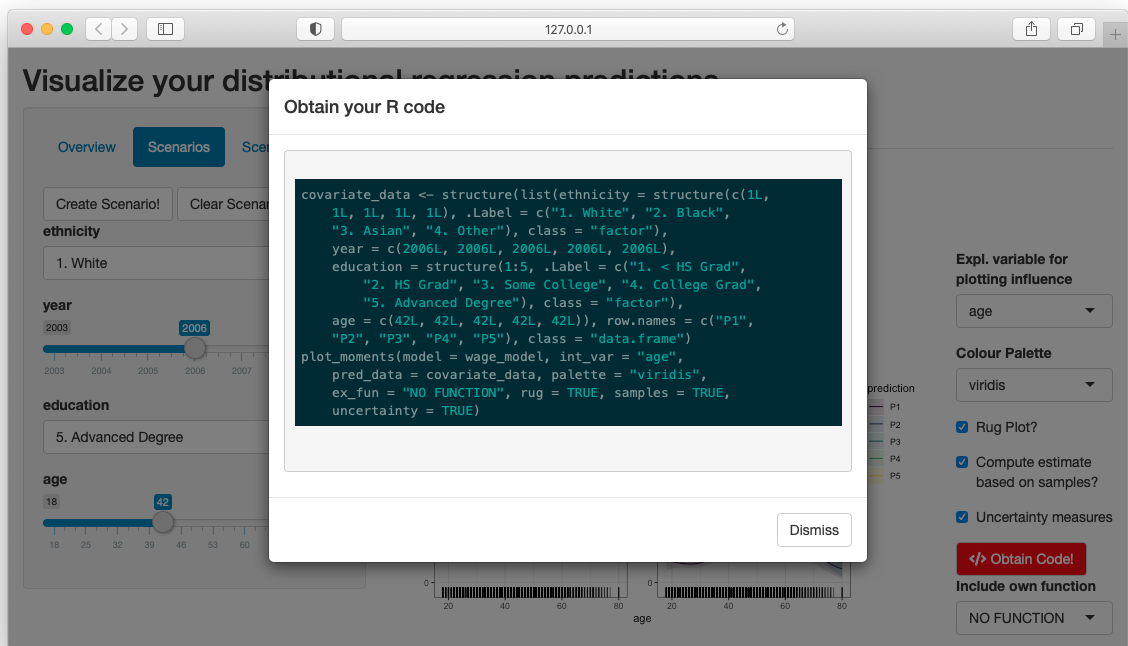 127.0.0.1
Visualize your distributional regression predictions
Obtain your R code
Overview
Scenarios
covariate_data <- structure(list(ethnicity = structure(c(1L,
1L, 1L, 1L, 1L), .Label = c("1. White", "2. Black",
"3. Asian", "4. Other"), class = "factor"),
year = c(2006L, 2006L, 2006L, 2006L, 2006L),
education = structure(1:5, .Label = c("1. < HS Grad",
"2. HS Grad", "3. Some College", "4. College Grad",
"5. Advanced Degree"), class = "factor"),
age = c(42L, 42L, 42L, 42L, 42L)), row.names = c("P1",
"P2", "P3", "P4", "P5"), class = "data.frame")
plot_moments(model = wage_model, int_var = "age",
pred_data = covariate_data, palette = "viridis",
ex_fun = "NO FUNCTION", rug = TRUE, samples = TRUE,
uncertainty = TRUE)
Dismiss
Create Scenario!
Clear Scenar
ethnicity
1. White
year
2003
2006
2003 2004 2005 2006 2007
education
5. Advanced Degree
age
18
42
18 25 32 39 46 53 60
prediction
P1
P2
P3
P4
P5
0
20 40 60 80
0
20 40 60 80
age
Expl. variable for
plotting influence
age
Colour Palette
viridis
Rug Plot?
Compute estimate
based on samples?
Uncertainty measures
</> Obtain Code!
Include own function
NO FUNCTION